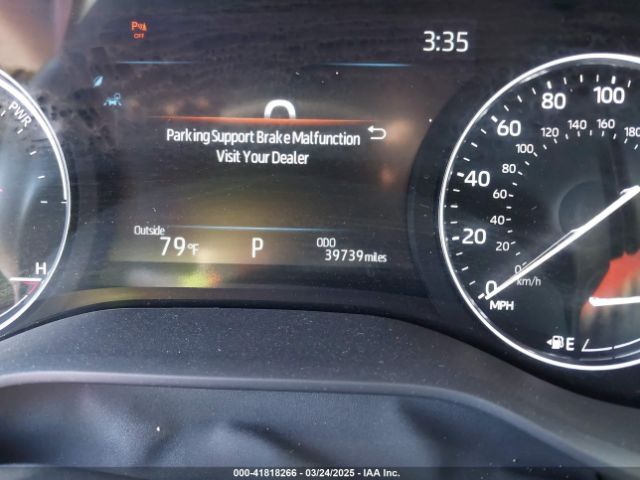 P
OFF
3:35
PWR
0
Parking Support Brake Malfunction
Visit Your Dealer
Outside
79°F
P
ODO
39739 miles
H
0
20
40
60
80
100
MPH
0
20
40
60
80
100
120
140
160
180
km/h
E
000-41818266 - 03/24/2025 - IAA Inc.